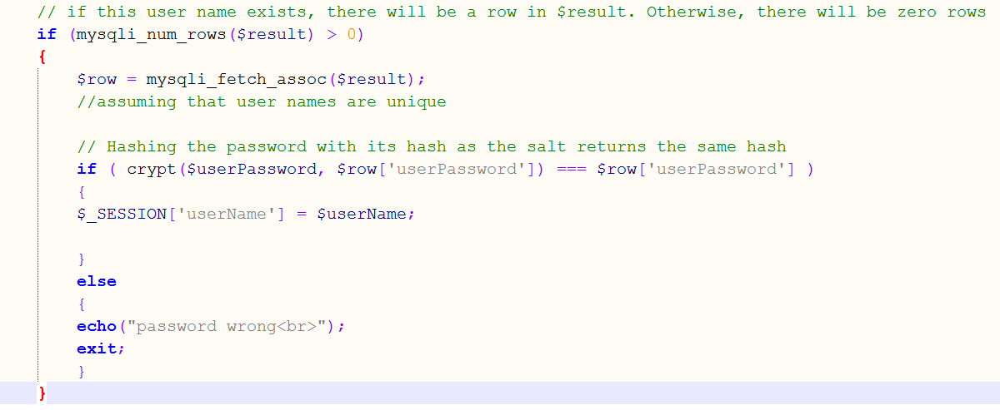 // if this user name exists, there will be a row in $result. Otherwise, there will be zero rows
if (mysqli_num_rows($result) > 0)
{
$row = mysqli_fetch_assoc($result);
//assuming that user names are unique
// Hashing the password with its hash as the salt returns the same hash
if ( crypt($userPassword, $row['userPassword']) === $row['userPassword'] )
{
$_SESSION['userName'] = $userName;
}
else
{
echo("password wrong<br>");
exit;
}
}